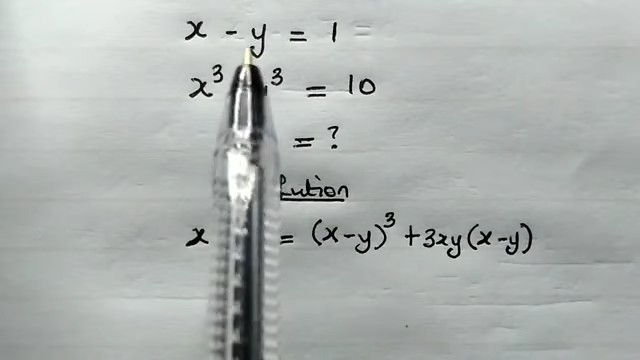 x - y = 1
x³ ³ = 10
= ?
lution
x = (x-y)³ + 3xy(x-y)